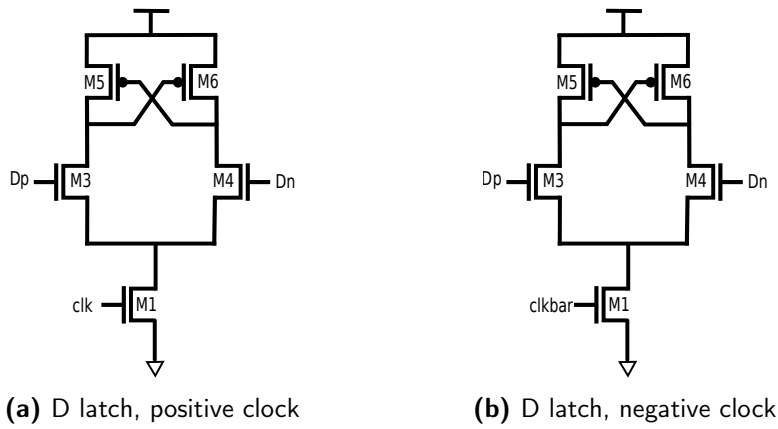 M5 M6 M5 M6
Dp M3 M4 Dn Dp M3 M4 Dn
clk M1 clkbar M1
(a) D latch, positive clock (b) D latch, negative clock